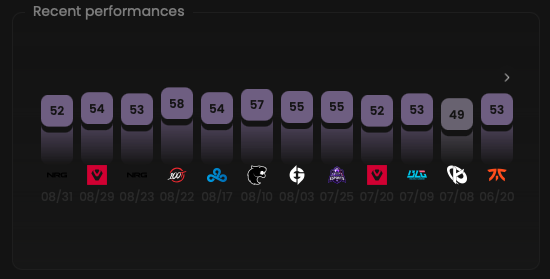 Recent performances
52 54 53 58 54 57 55 55 52 53 49 53
NRG NRG 100
08/31 08/29 08/23 08/22 08/17 08/10 08/03 07/25 07/20 07/09 07/08 06/20